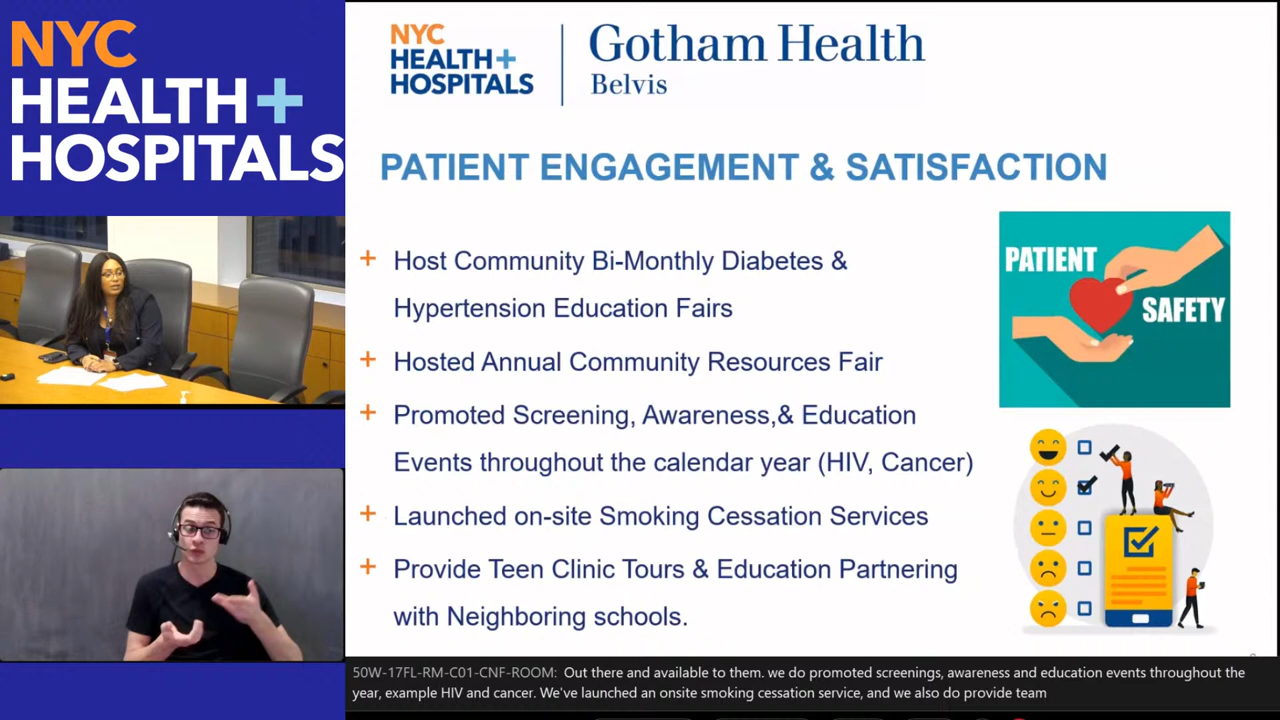 NYC
HEALTH+
HOSPITALS
NYC
HEALTH+
HOSPITALS
Gotham Health
Belvis
PATIENT ENGAGEMENT & SATISFACTION
+ Host Community Bi-Monthly Diabetes &
Hypertension Education Fairs
+ Hosted Annual Community Resources Fair
+ Promoted Screening, Awareness,& Education
Events throughout the calendar year (HIV, Cancer)
+ Launched on-site Smoking Cessation Services
+ Provide Teen Clinic Tours & Education Partnering
with Neighboring schools.
PATIENT
SAFETY
50W-17FL-RM-C01-CNF-ROOM: Out there and available to them. we do promoted screenings, awareness and education events throughout the
year, example HIV and cancer. We've launched an onsite smoking cessation service, and we also do provide team